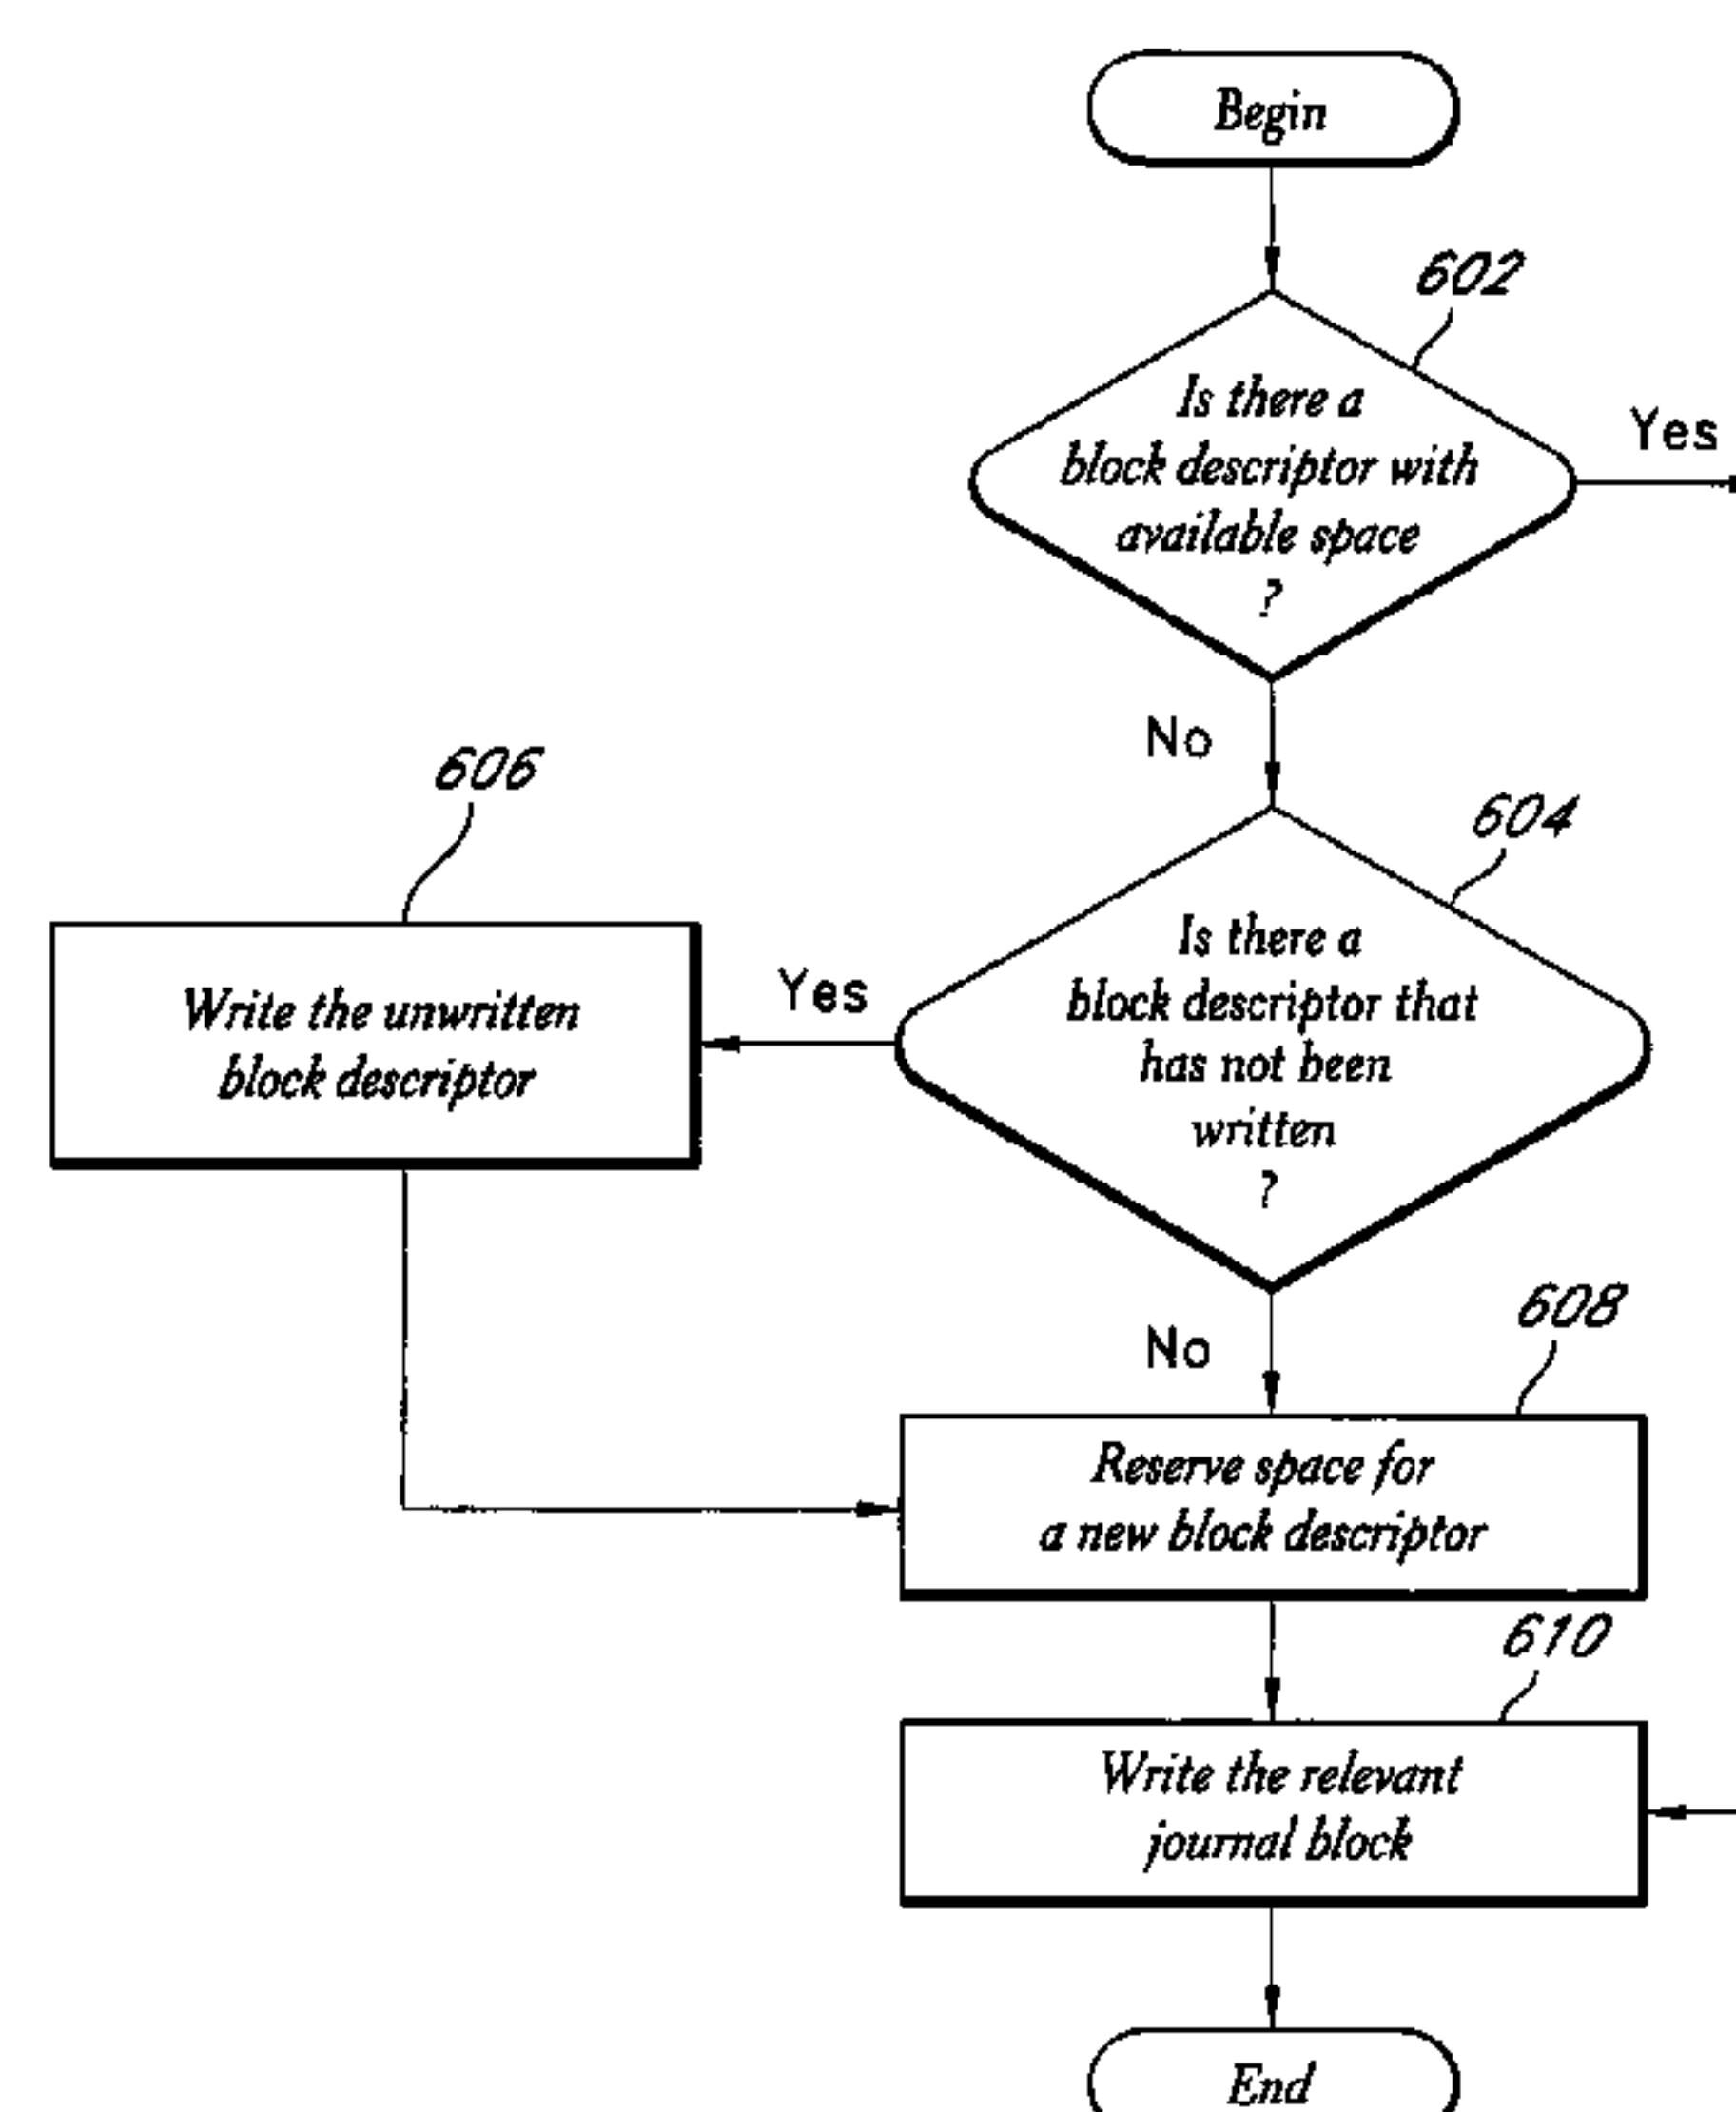 Begin
602
Is there a
block descriptor with
available space
?
Yes
No
606
604
Write the unwritten
block descriptor
Yes
Is there a
block descriptor that
has not been
written
?
No
608
Reserve space for
a new block descriptor
610
Write the relevant
journal block
End